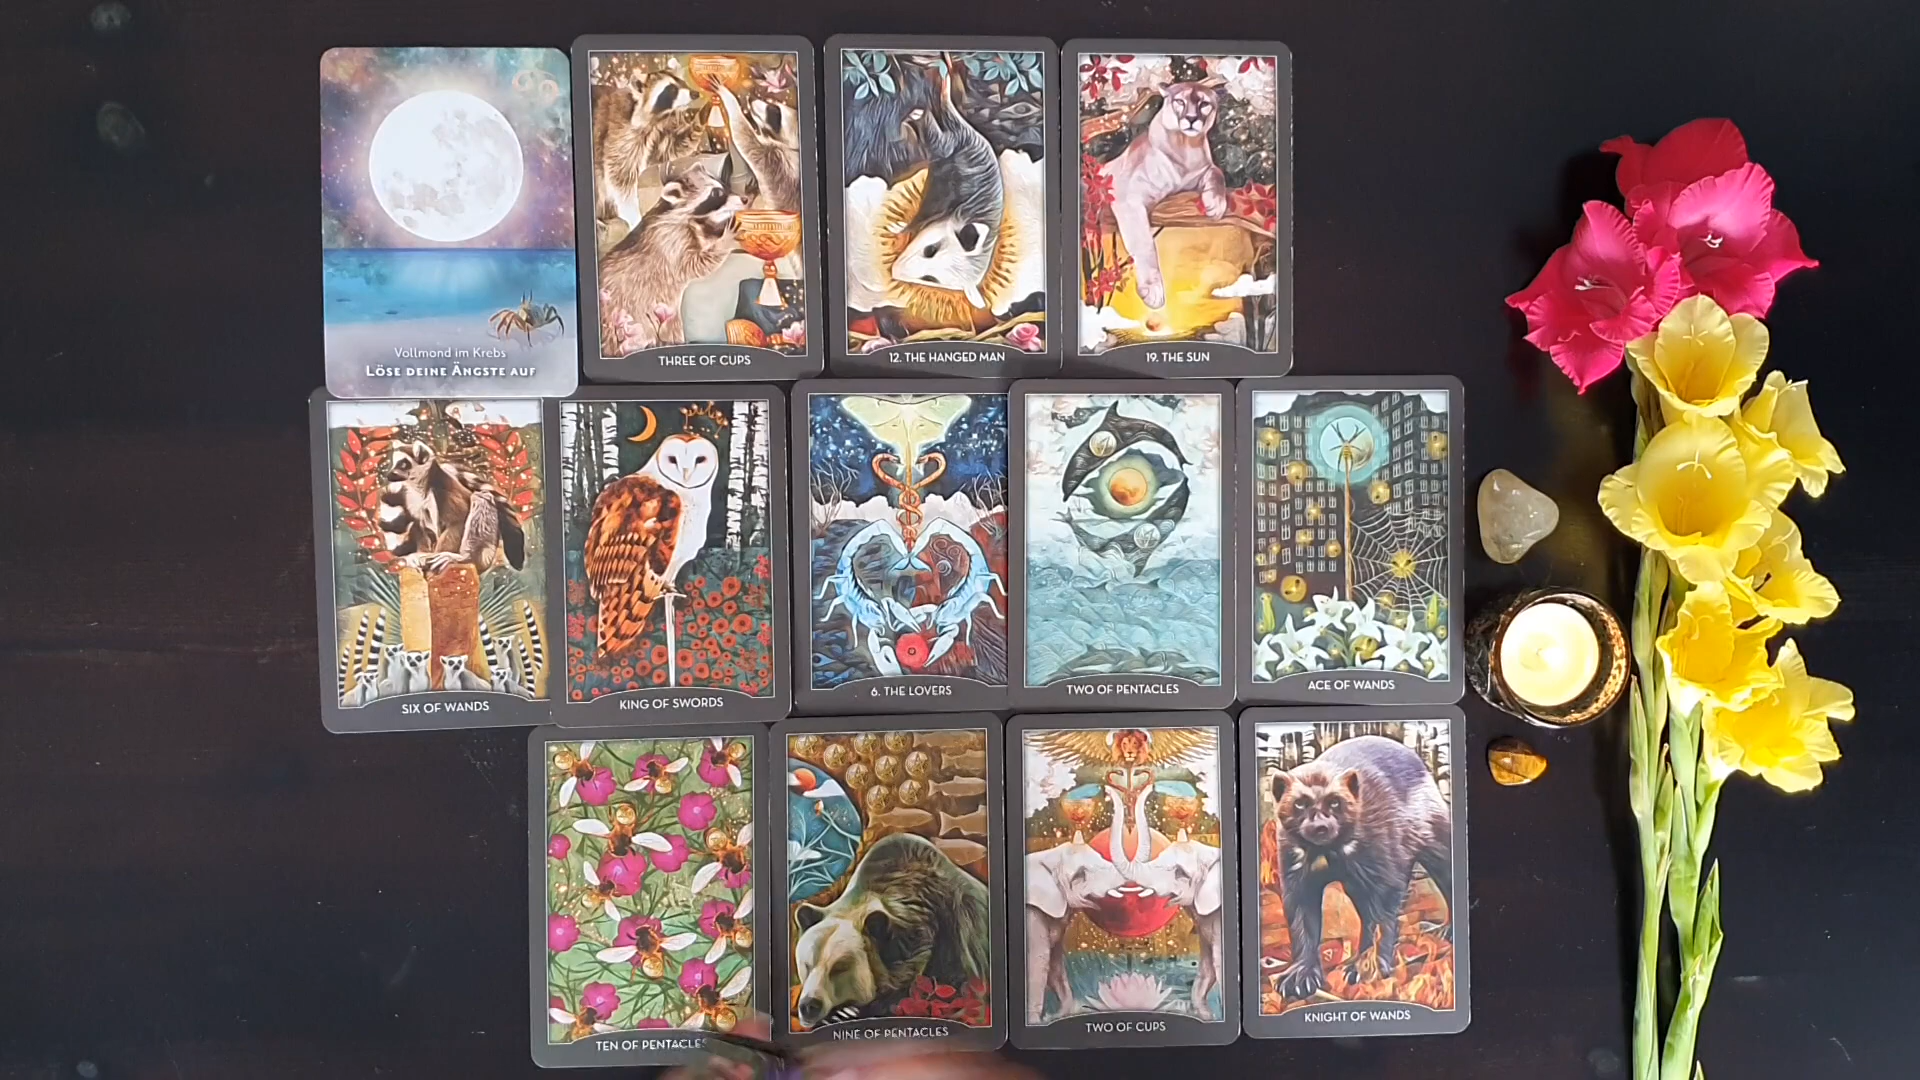 Vollmond im Krebs
LÖSE DEINE ÄNGSTE AUF
THREE OF CUPS
12. THE HANGED MAN
19. THE SUN
SIX OF WANDS
KING OF SWORDS
6. THE LOVERS
TWO OF PENTACLES
ACE OF WANDS
TEN OF PENTACLES
NINE OF PENTACLES
TWO OF CUPS
KNIGHT OF WANDS